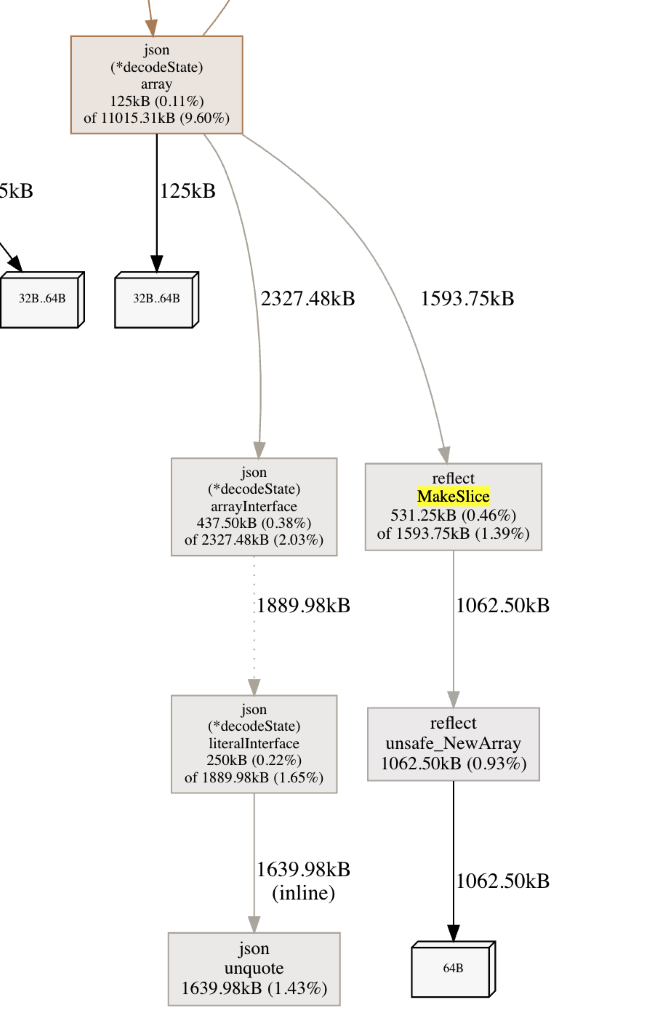 json
(*decodeState)
array
125kB (0.11%)
of 11015.31kB (9.60%)
5kB
125kB
32B..64B
32B..64B
2327.48kB
1593.75kB
json
(*decodeState)
arrayInterface
437.50kB (0.38%)
of 2327.48kB (2.03%)
reflect
MakeSlice
531.25kB (0.46%)
of 1593.75kB (1.39%)
1889.98kB
1062.50kB
json
(*decodeState)
literalInterface
250kB (0.22%)
of 1889.98kB (1.65%)
reflect
unsafe_NewArray
1062.50kB (0.93%)
1639.98kB
(inline)
1062.50kB
json
unquote
1639.98kB (1.43%)
64B